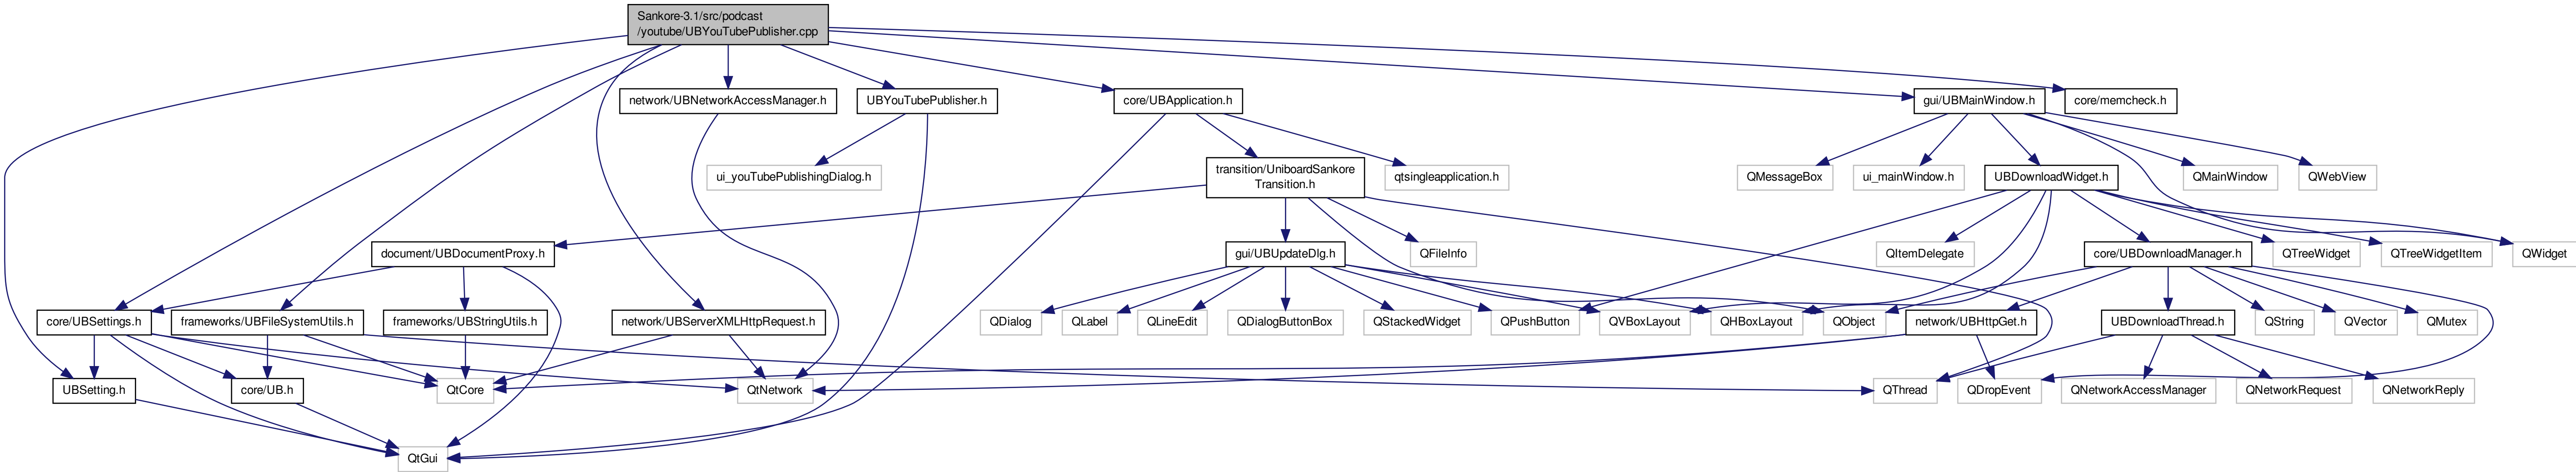 Sankore-3.1/src/podcast
/youtube/UBYouTubePublisher.cpp
network/UBNetworkAccessManager.h
UBYouTubePublisher.h
core/UBApplication.h
gui/UBMainWindow.h
core/memcheck.h
ui_youTubePublishingDialog.h
transition/UniboardSankore
Transition.h
qtsingleapplication.h
QMessageBox
ui_mainWindow.h
UBDownloadWidget.h
QMainWindow
QWebView
document/UBDocumentProxy.h
gui/UBUpdateDlg.h
QFileInfo
QItemDelegate
core/UBDownloadManager.h
QTreeWidget
QTreeWidgetItem
QWidget
core/UBSettings.h
frameworks/UBFileSystemUtils.h
frameworks/UBStringUtils.h
network/UBServerXMLHttpRequest.h
QDialog
QLabel
QLineEdit
QDialogButtonBox
QStackedWidget
QPushButton
QVBoxLayout
QHBoxLayout
QObject
network/UBHttpGet.h
UBDownloadThread.h
QString
QVector
QMutex
UBSetting.h
core/UB.h
QtCore
QtNetwork
QThread
QDropEvent
QNetworkAccessManager
QNetworkRequest
QNetworkReply
QtGui